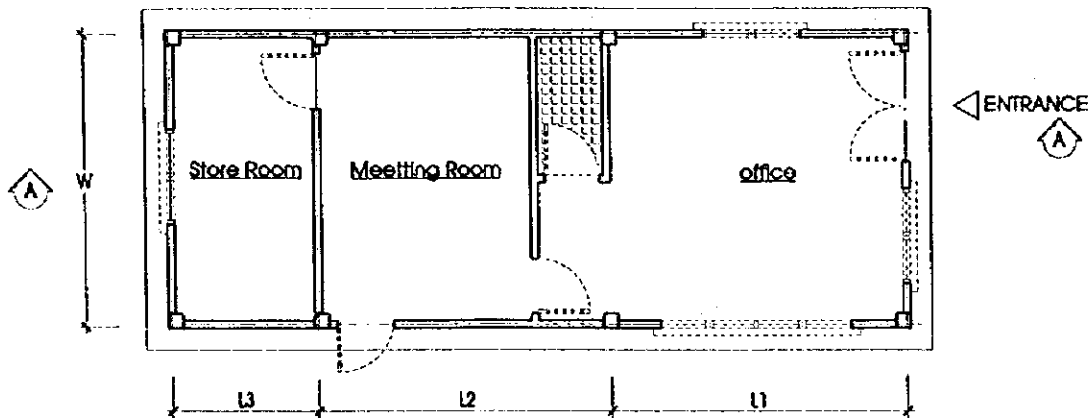 ENTRANCE
A
Store Room
Meetting Room
office
A
W
L3
L2
L1